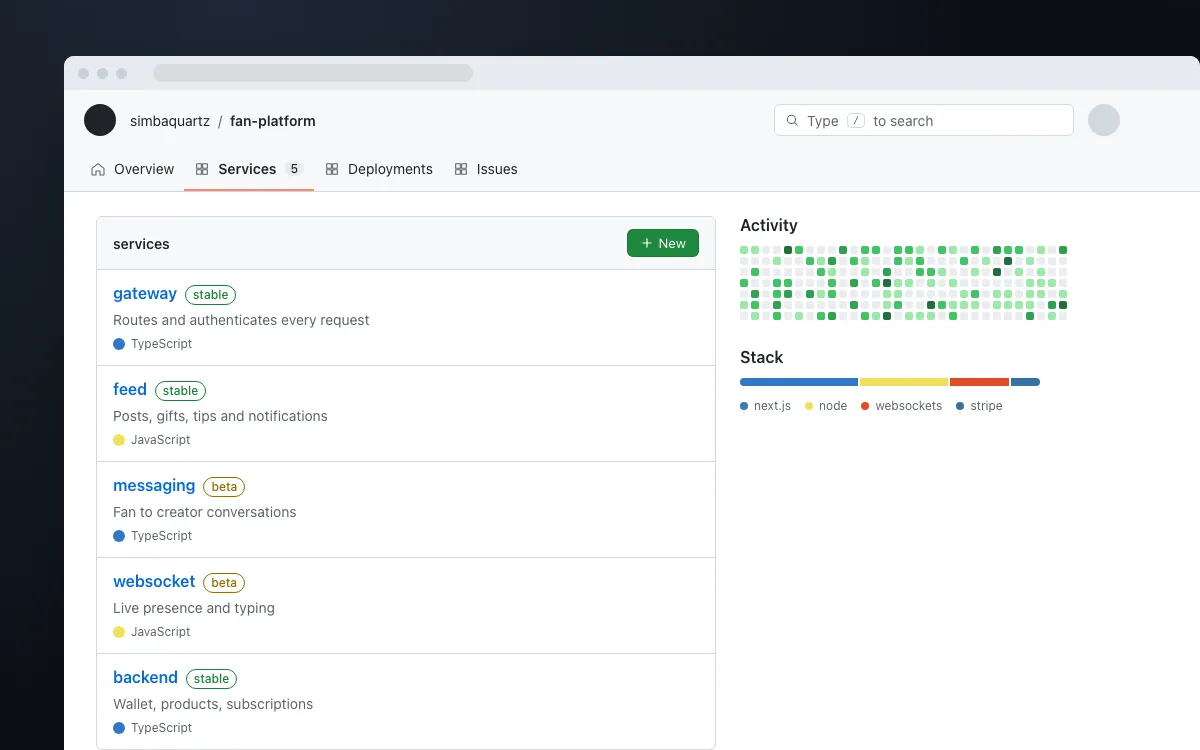 simbaquartz / fan-platform
Type / to search
Overview
Services 5
Deployments
Issues
services
+ New
gateway stable
Routes and authenticates every request
TypeScript
feed stable
Posts, gifts, tips and notifications
JavaScript
messaging beta
Fan to creator conversations
TypeScript
websocket beta
Live presence and typing
JavaScript
backend stable
Wallet, products, subscriptions
TypeScript
Activity
Stack
next.js node websockets stripe